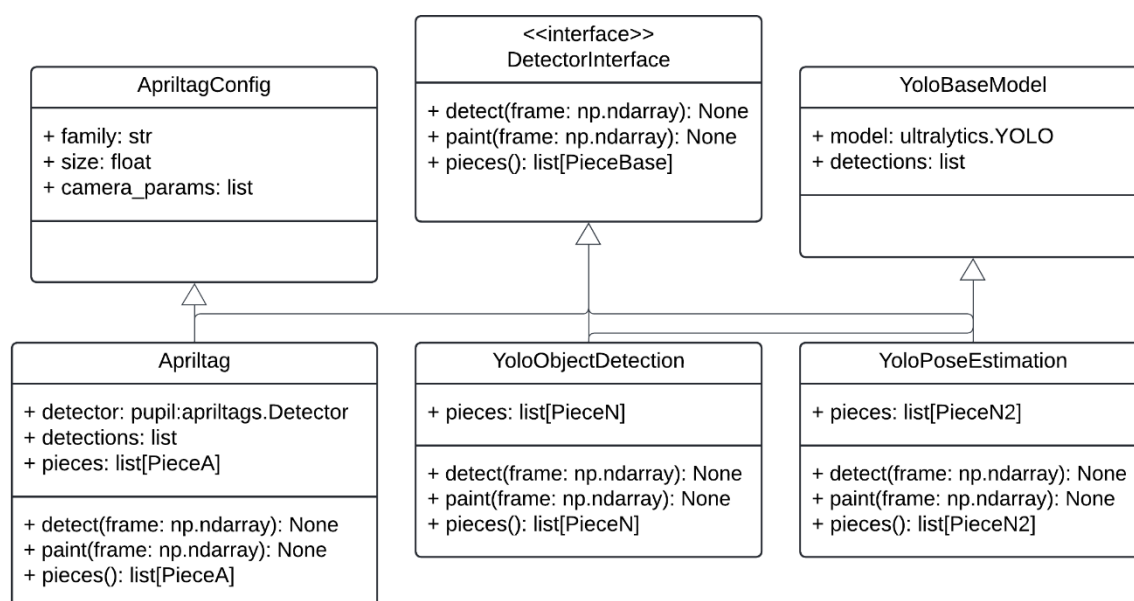 <<interface>>
DetectorInterface
+ detect(frame: np.ndarray): None
+ paint(frame: np.ndarray): None
+ pieces(): list[PieceBase]
ApriltagConfig
+ family: str
+ size: float
+ camera_params: list
YoloBaseModel
+ model: ultralytics.YOLO
+ detections: list
Apriltag
+ detector: pupil:apriltags.Detector
+ detections: list
+ pieces: list[PieceA]
+ detect(frame: np.ndarray): None
+ paint(frame: np.ndarray): None
+ pieces(): list[PieceA]
YoloObjectDetection
+ pieces: list[PieceN]
+ detect(frame: np.ndarray): None
+ paint(frame: np.ndarray): None
+ pieces(): list[PieceN]
YoloPoseEstimation
+ pieces: list[PieceN2]
+ detect(frame: np.ndarray): None
+ paint(frame: np.ndarray): None
+ pieces(): list[PieceN2]